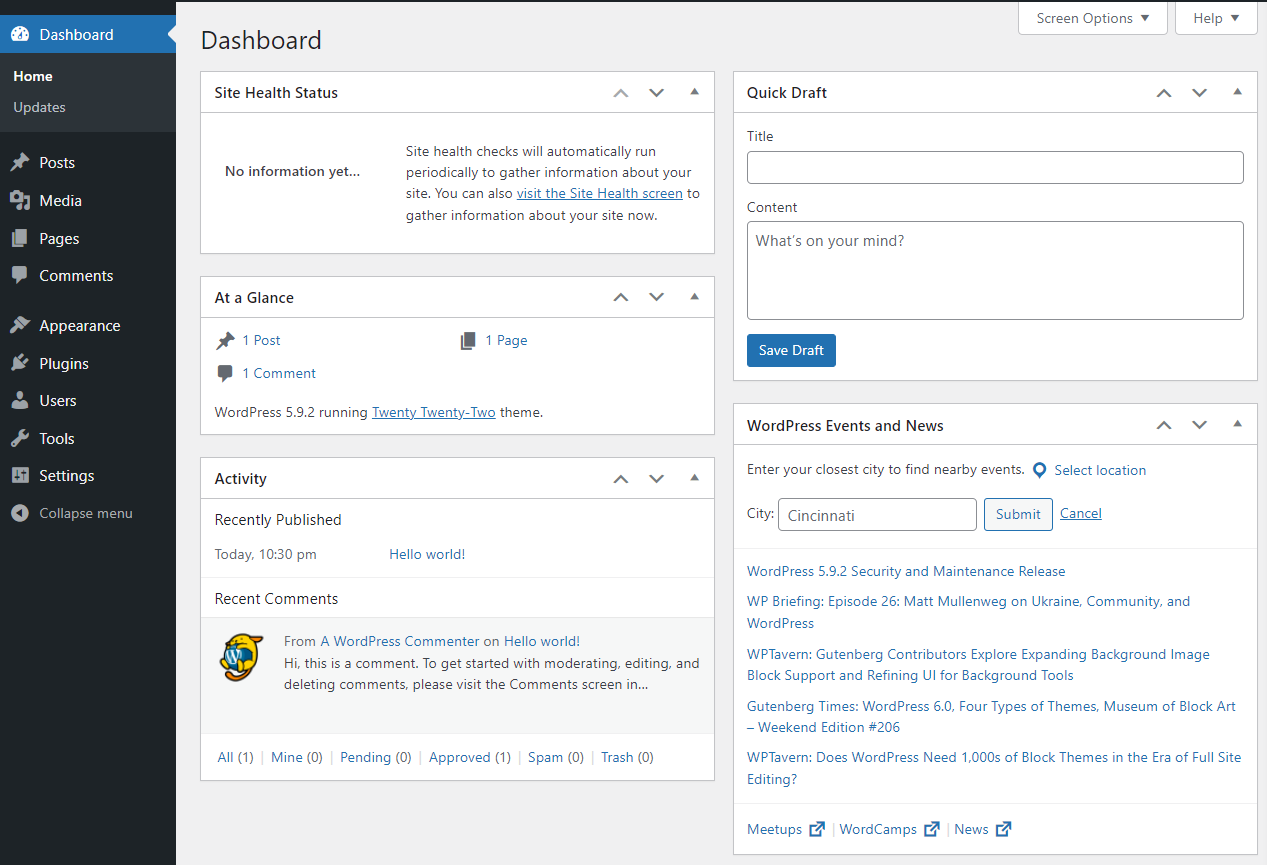 Dashboard
Home
Updates
Posts
Media
Pages
Comments
Appearance
Plugins
Users
Tools
Settings
Collapse menu
Screen Options
Help
Dashboard
Site Health Status
No information yet...
Site health checks will automatically run
periodically to gather information about your
site. You can also visit the Site Health screen to
gather information about your site now.
At a Glance
1 Post
1 Page
1 Comment
WordPress 5.9.2 running Twenty Twenty-Two theme.
Activity
Recently Published
Today, 10:30 pm
Hello world!
Recent Comments
From A WordPress Commenter on Hello world!
Hi, this is a comment. To get started with moderating, editing, and
deleting comments, please visit the Comments screen in…
All (1) | Mine (0) | Pending (0) | Approved (1) | Spam (0) | Trash (0)
Quick Draft
Title
Content
What’s on your mind?
Save Draft
WordPress Events and News
Enter your closest city to find nearby events. Select location
City: Cincinnati Submit Cancel
WordPress 5.9.2 Security and Maintenance Release
WP Briefing: Episode 26: Matt Mullenweg on Ukraine, Community, and
WordPress
WPTavern: Gutenberg Contributors Explore Expanding Background Image
Block Support and Refining UI for Background Tools
Gutenberg Times: WordPress 6.0, Four Types of Themes, Museum of Block Art
– Weekend Edition #206
WPTavern: Does WordPress Need 1,000s of Block Themes in the Era of Full Site
Editing?
Meetups | WordCamps | News